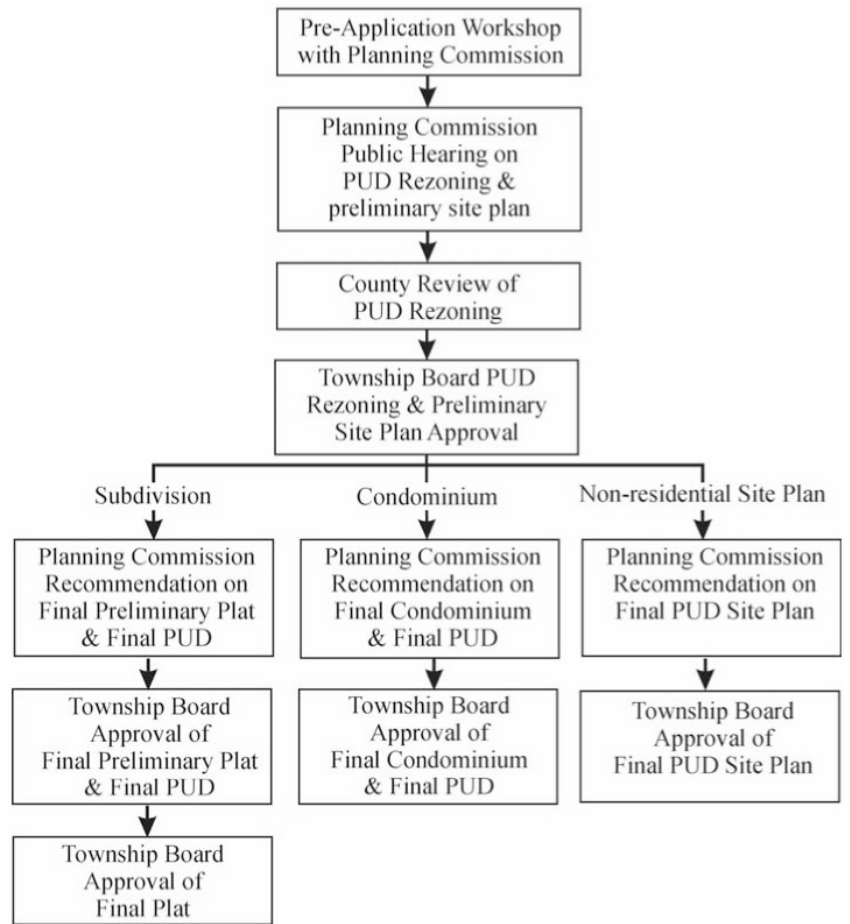 Pre-Application Workshop
with Planning Commission
Planning Commission
Public Hearing on
PUD Rezoning &
preliminary site plan
County Review of
PUD Rezoning
Township Board PUD
Rezoning & Preliminary
Site Plan Approval
Subdivision
Condominium
Non-residential Site Plan
Planning Commission
Recommendation on
Final Preliminary Plat
& Final PUD
Planning Commission
Recommendation on
Final Condominium
& Final PUD
Planning Commission
Recommendation on
Final PUD Site Plan
Township Board
Approval of
Final Preliminary Plat
& Final PUD
Township Board
Approval of
Final Condominium
& Final PUD
Township Board
Approval of
Final PUD Site Plan
Township Board
Approval of
Final Plat